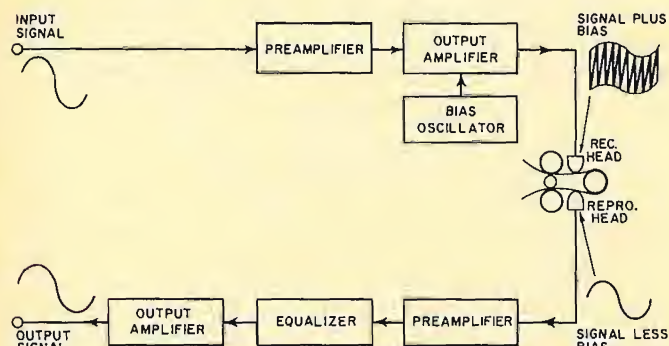 INPUT
SIGNAL
PREAMPLIFIER
OUTPUT
AMPLIFIER
BIAS
OSCILLATOR
SIGNAL PLUS
BIAS
REC.
HEAD
REPRO.
HEAD
OUTPUT
SIGNAL
OUTPUT
AMPLIFIER
EQUALIZER
PREAMPLIFIER
SIGNAL LESS
BIAS